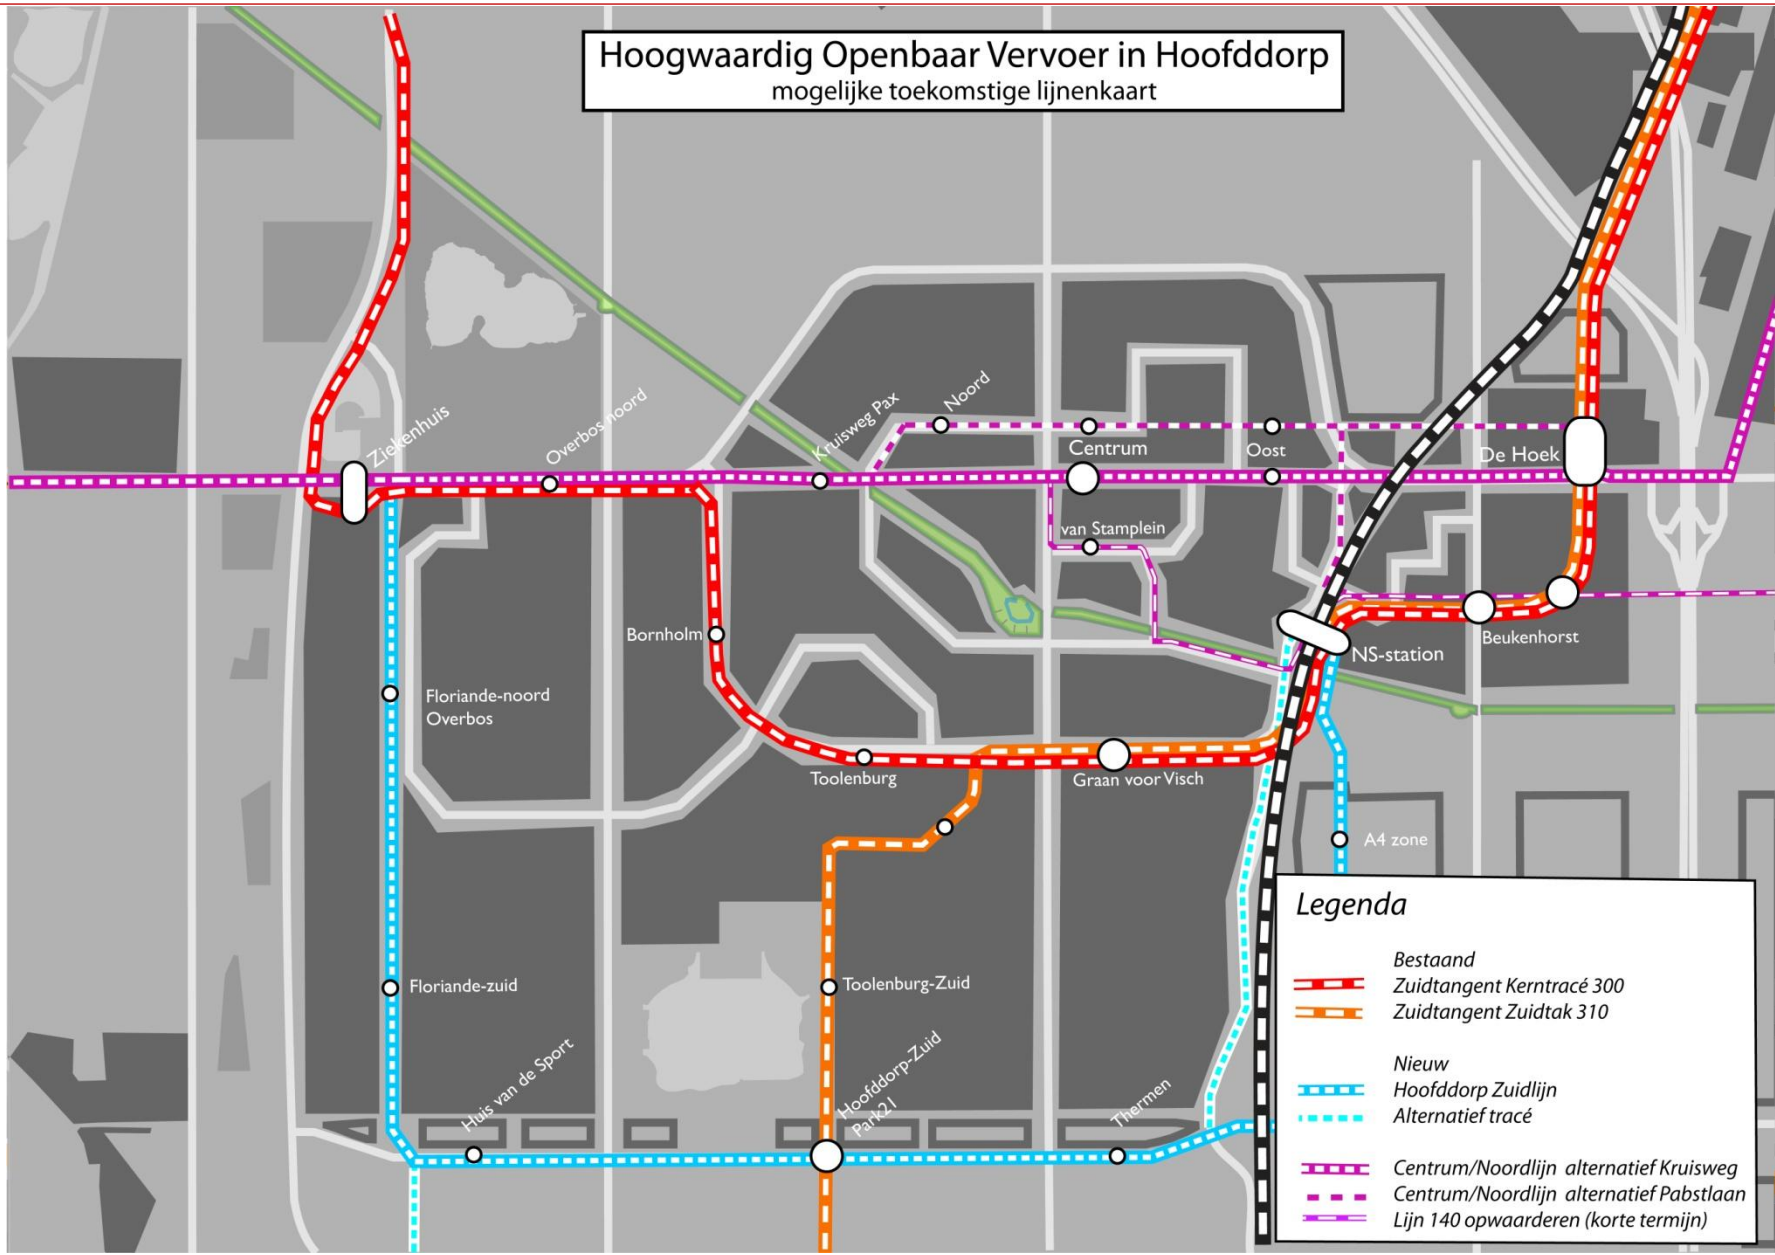 Hoogwaardig Openbaar Vervoer in Hoofddorp
mogelijke toekomstige lijnenkaart
Ziekenhuis
Overbos noord
Kruisweg Pax
Noord
Centrum
Oost
De Hoek
van Stamplein
Bornholm
NS-station
Beukenhorst
Floriande-noord
Overbos
Toolenburg
Graan voor Visch
A4 zone
Floriande-zuid
Toolenburg-Zuid
Huis van de Sport
Hoofddorp-Zuid
Park21
Thermen
Legenda
Bestaand
Zuidtangent Kerntracé 300
Zuidtangent Zuidtak 310
Nieuw
Hoofddorp Zuidlijn
Alternatief tracé
Centrum/Noordlijn alternatief Kruisweg
Centrum/Noordlijn alternatief Pabstlaan
Lijn 140 opwaarderen (korte termijn)